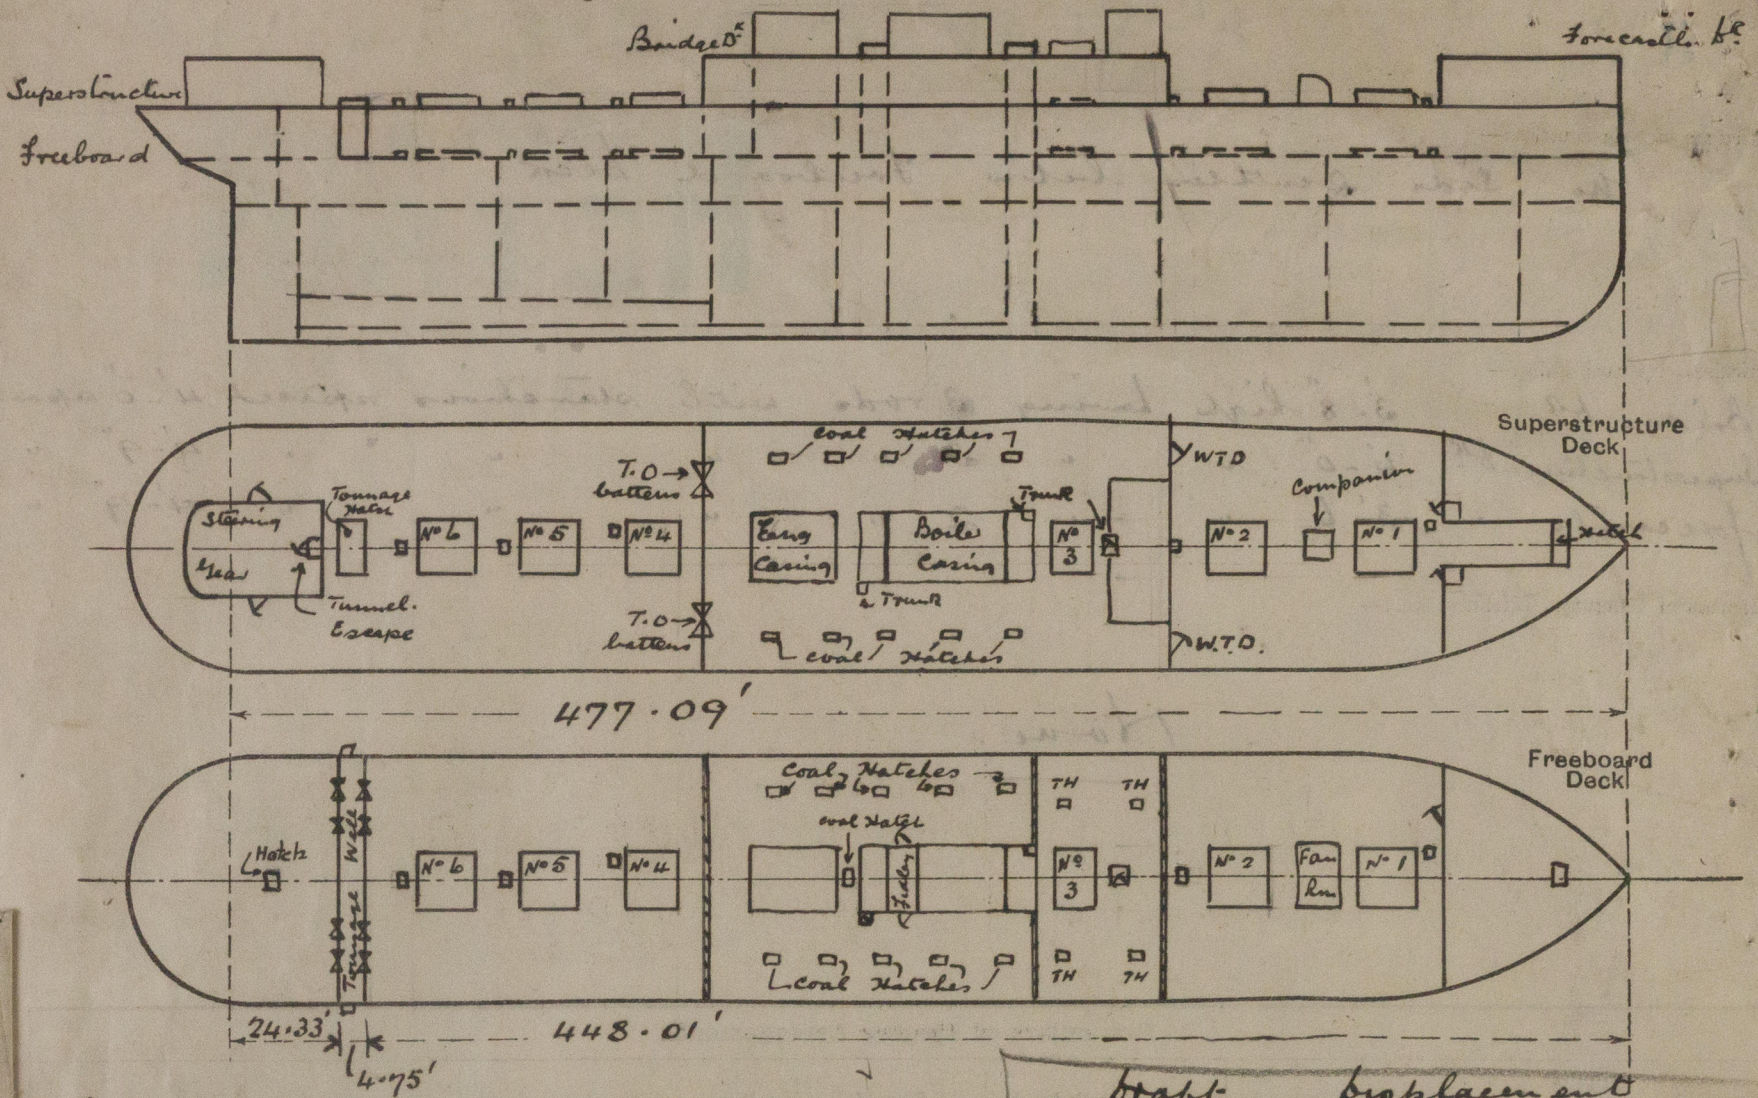 Bridge Dk
Forecastle Dk
Superstructure
Freeboard
Superstructure
Deck
Coal Hatches
T.O
battens
W.T.D
Companion
Tonnage
Hatch
Trunk
Steering
Gear
No 6
No 5
No 4
Eng
Casing
Boiler
Casing
No
3
No 2
No 1
Hatch
Trunk
Tunnel.
Escape
T.O
battens
Coal Hatches
W.T.D.
477.09'
Freeboard
Deck
Coal Hatches
TH TH
Coal Hatch
Hatch
Tonnage Well
No 6
No 5
No 4
Fidley
No
3
No 2
Fan
Rm
No 1
Coal Hatches
TH TH
24.33'
448.01'
4.75'
Draft Displacement